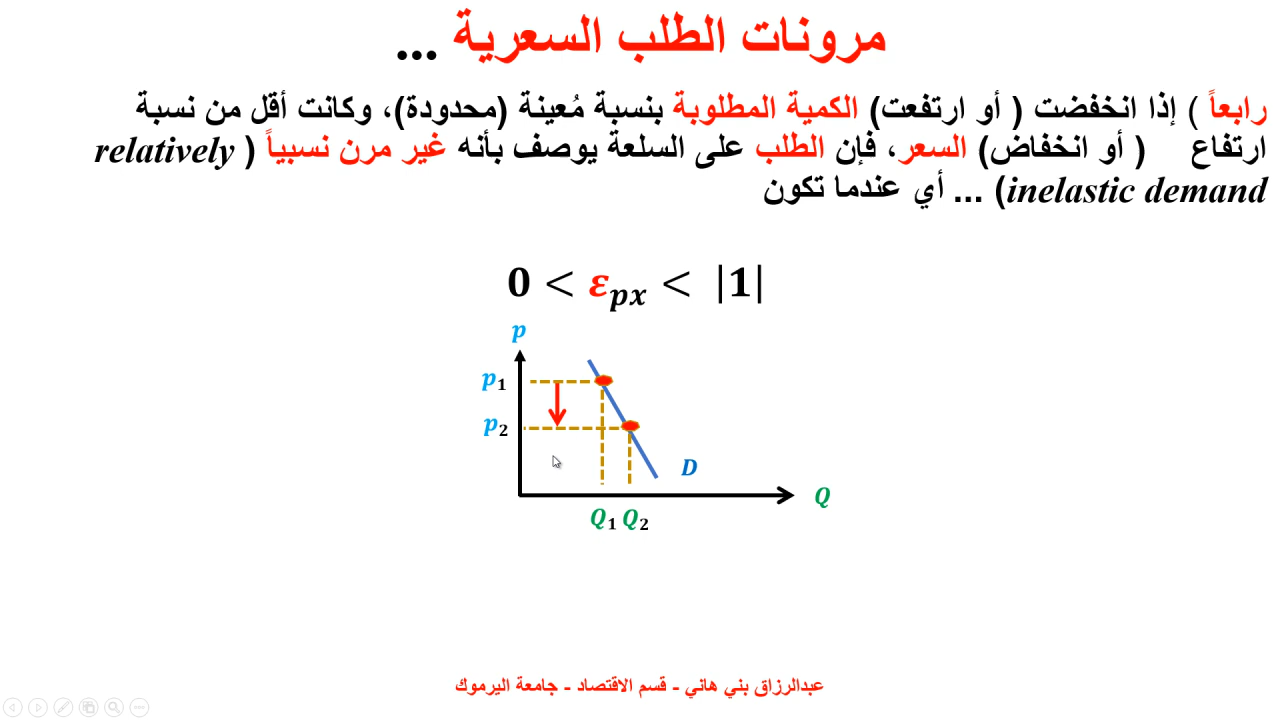 مرونات الطلب السعرية ...
رابعاً ) إذا انخفضت ( أو ارتفعت) الكمية المطلوبة بنسبة مُعينة (محدودة)، وكانت أقل من نسبة
ارتفاع ( أو انخفاض) السعر، فإن الطلب على السلعة يوصف بأنه غير مرن نسبياً ( relatively
inelastic demand) ... أي عندما تكون
0 < ε_px < |1|
p
p1
p2
D
Q
Q1 Q2
عبدالرزاق بني هاني - قسم الاقتصاد - جامعة اليرموك